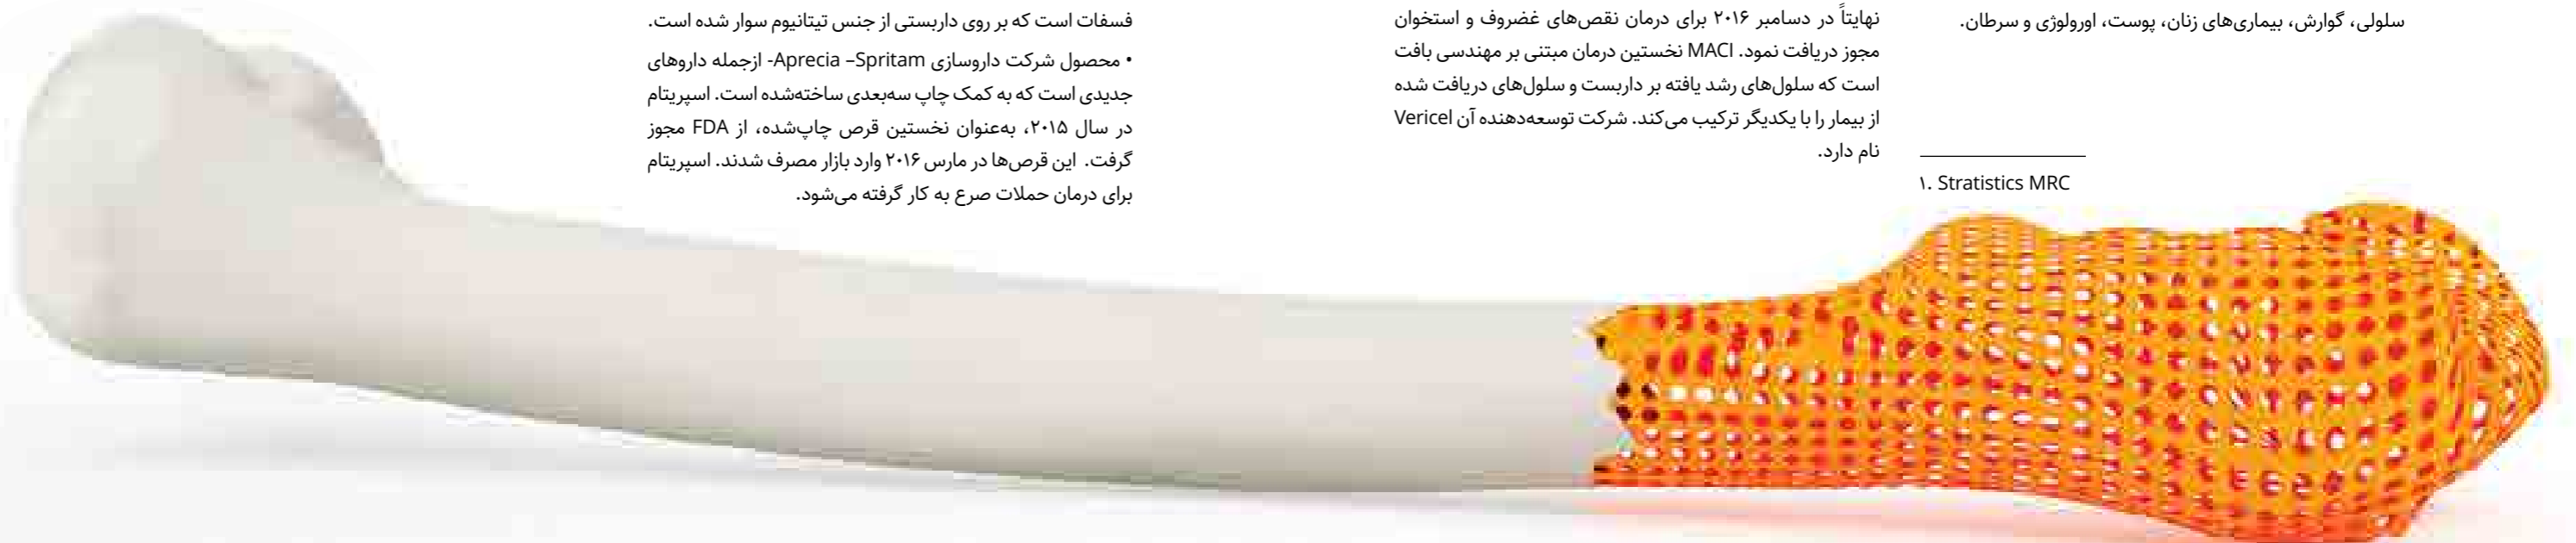 سلولی، گوارش، بیماری‌های زنان، پوست، اورولوژی و سرطان.
۱. Stratistics MRC
نهایتاً در دسامبر ۲۰۱۶ برای درمان نقص‌های غضروف و استخوان
مجوز دریافت نمود. MACI نخستین درمان مبتنی بر مهندسی بافت
است که سلول‌های رشد یافته بر داربست و سلول‌های دریافت شده
از بیمار را با یکدیگر ترکیب می‌کند. شرکت توسعه‌دهنده آن Vericel
نام دارد.
فسفات است که بر روی داربستی از جنس تیتانیوم سوار شده است.
• محصول شرکت داروسازی Aprecia –Spritam- ازجمله داروهای
جدیدی است که به کمک چاپ سه‌بعدی ساخته‌شده است. اسپریتام
در سال ۲۰۱۵، به‌عنوان نخستین قرص چاپ‌شده، از FDA مجوز
گرفت. این قرص‌ها در مارس ۲۰۱۶ وارد بازار مصرف شدند. اسپریتام
برای درمان حملات صرع به کار گرفته می‌شود.